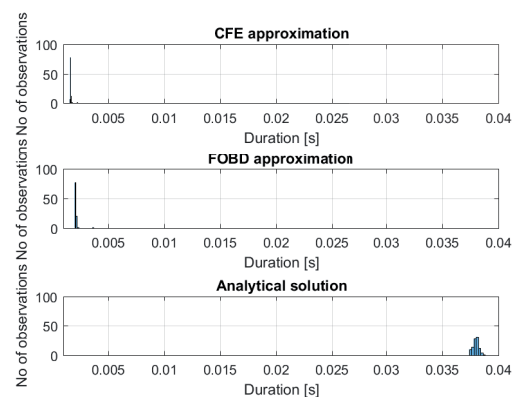 CFE approximation
No of observations
100
50
0
0.005 0.01 0.015 0.02 0.025 0.03 0.035 0.04
Duration [s]
FOBD approximation
No of observations
100
50
0
0.005 0.01 0.015 0.02 0.025 0.03 0.035 0.04
Duration [s]
Analytical solution
No of observations
100
50
0
0.005 0.01 0.015 0.02 0.025 0.03 0.035 0.04
Duration [s]